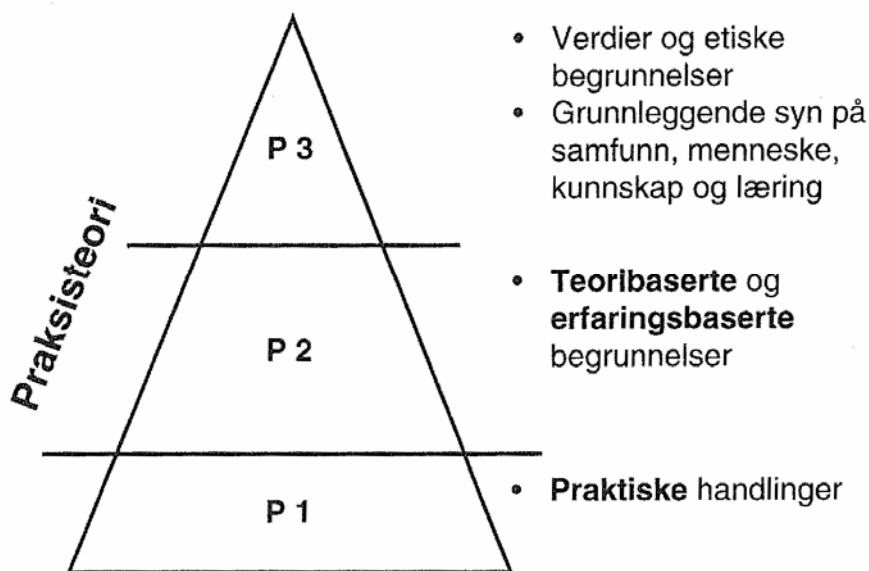 • Verdier og etiske
begrunnelser
• Grunnleggende syn på
samfunn, menneske,
kunnskap og læring
P 3
Praksisteori
• Teoribaserte og
erfaringsbaserte
begrunnelser
P 2
• Praktiske handlinger
P 1